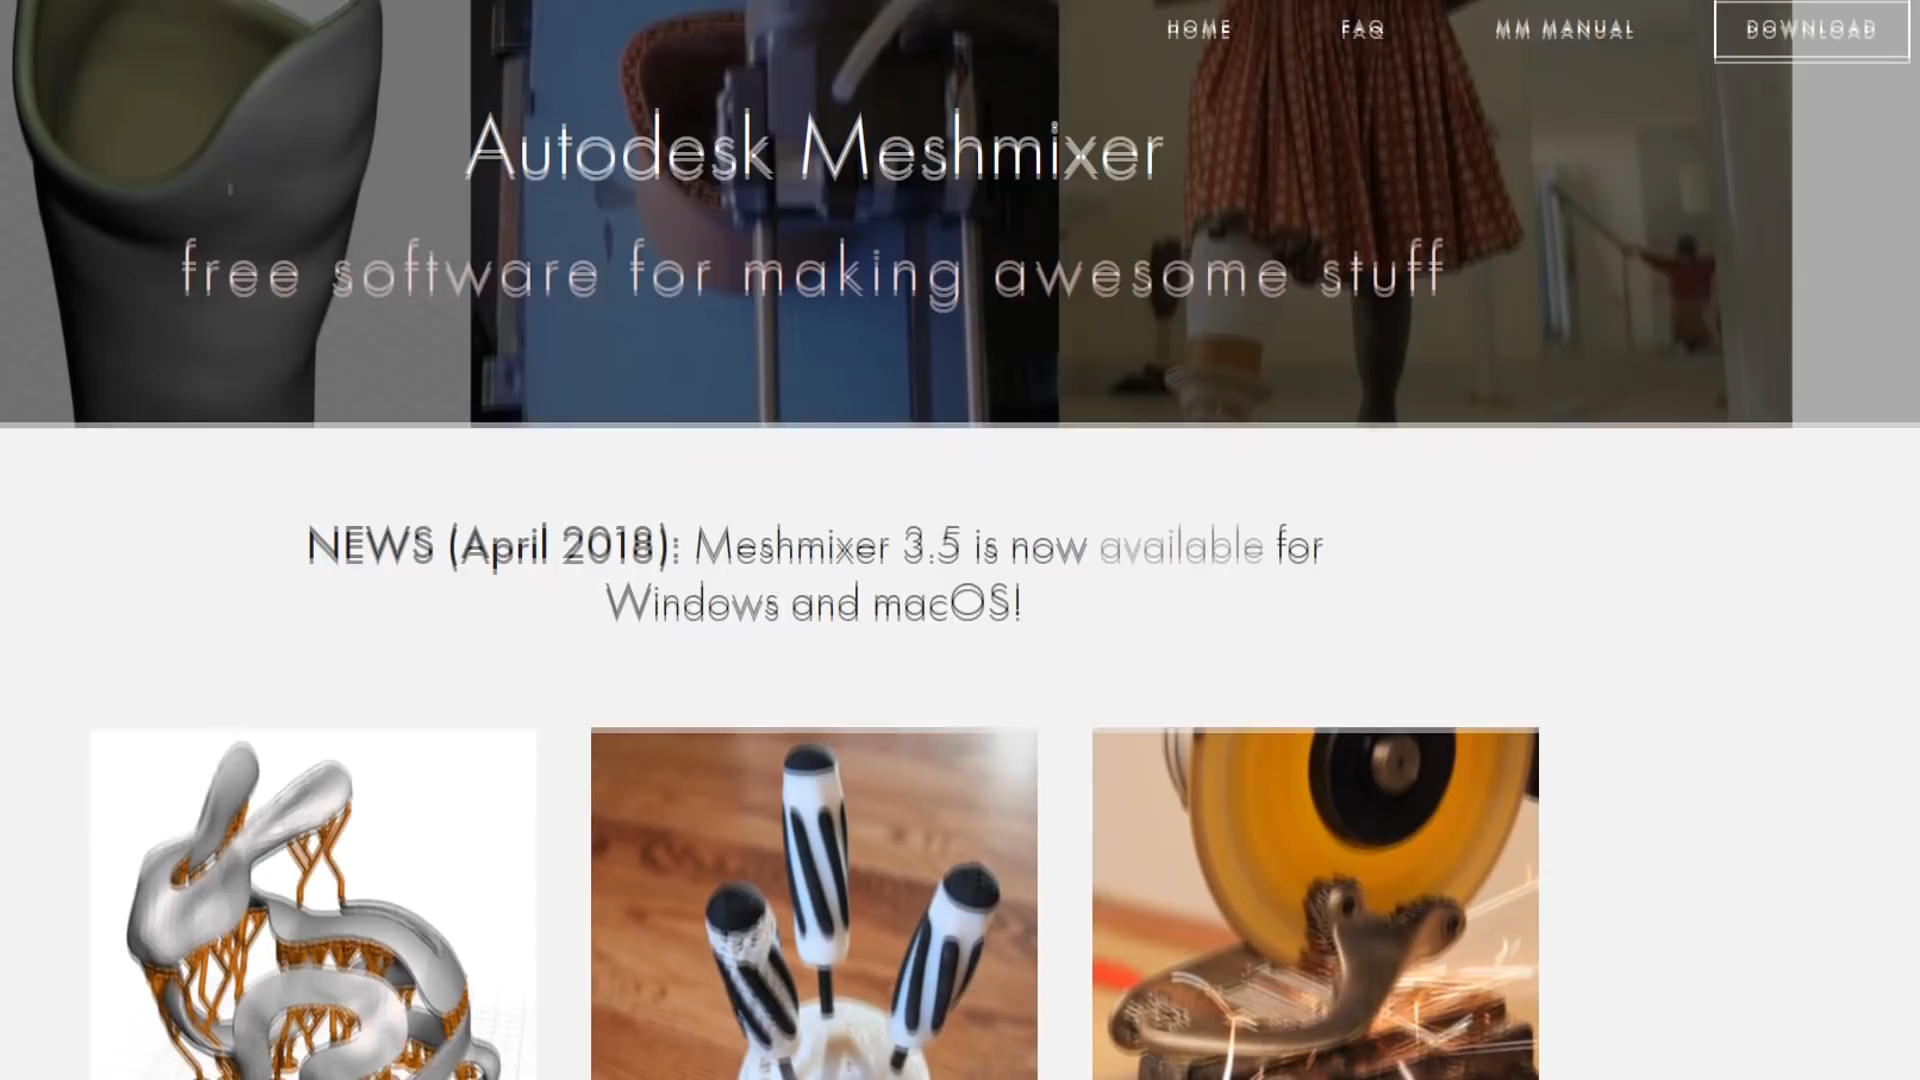 HOME FAQ MM MANUAL DOWNLOAD
Autodesk Meshmixer
free software for making awesome stuff
NEWS (April 2018): Meshmixer 3.5 is now available for
Windows and macOS!